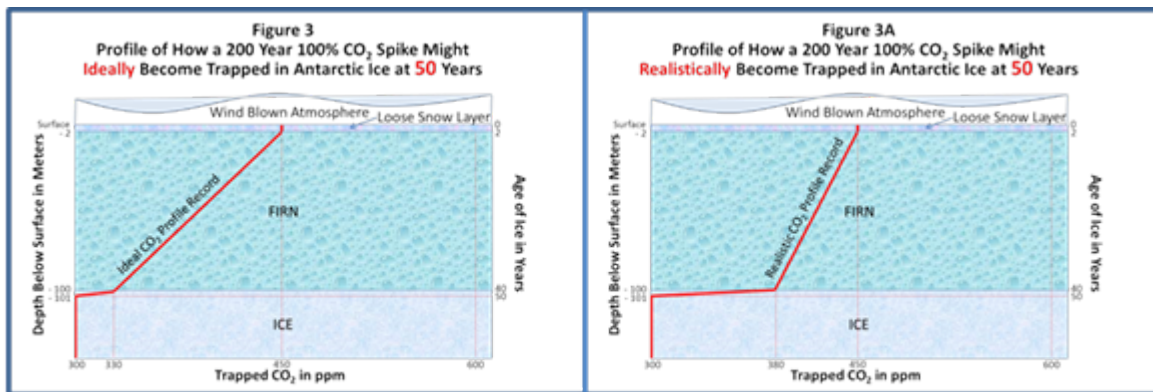 Figure 3
Profile of How a 200 Year 100% CO₂ Spike Might
Ideally Become Trapped in Antarctic Ice at 50 Years
Wind Blown Atmosphere
Loose Snow Layer
Surface
- 2
0
2
Depth Below Surface in Meters
Ideal CO₂ Profile Record
FIRN
Age of Ice in Years
- 100
- 101
50
ICE
300
330
450
600
Trapped CO₂ in ppm
Figure 3A
Profile of How a 200 Year 100% CO₂ Spike Might
Realistically Become Trapped in Antarctic Ice at 50 Years
Wind Blown Atmosphere
Loose Snow Layer
Surface
- 2
0
2
Depth Below Surface in Meters
Realistic CO₂ Profile Record
FIRN
Age of Ice in Years
- 100
- 101
50
ICE
300
380
450
600
Trapped CO₂ in ppm